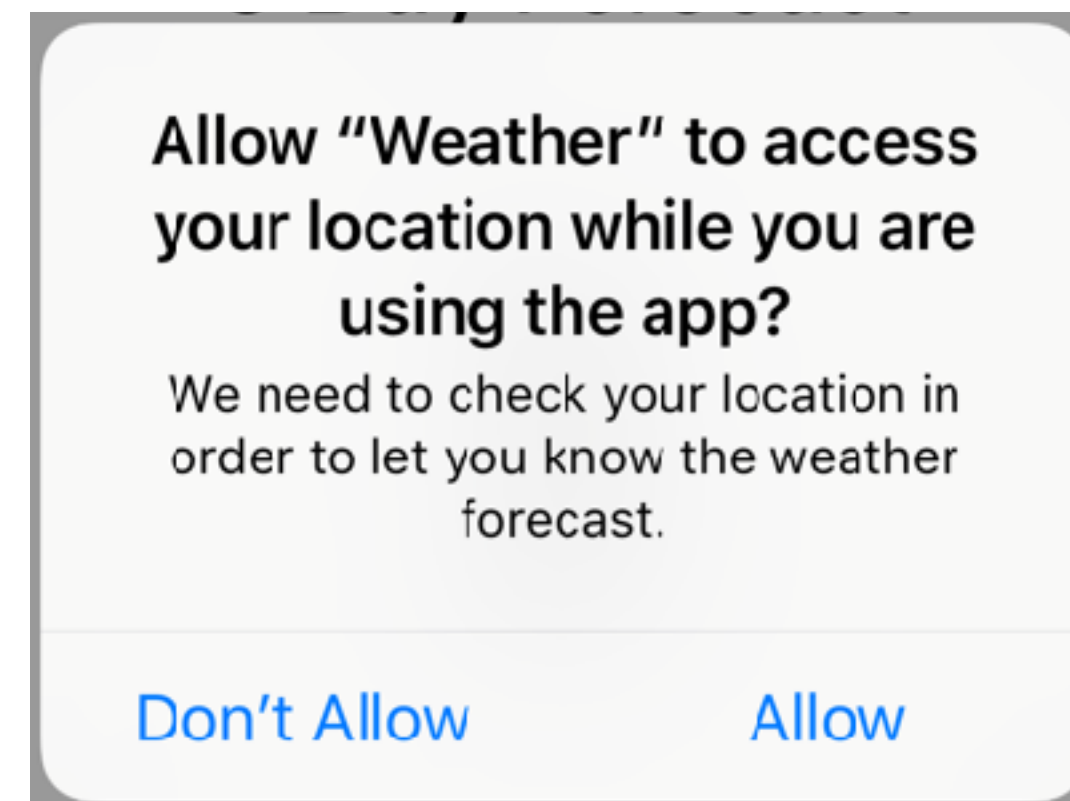 Allow “Weather” to access
your location while you are
using the app?
We need to check your location in
order to let you know the weather
forecast.
Don’t Allow
Allow